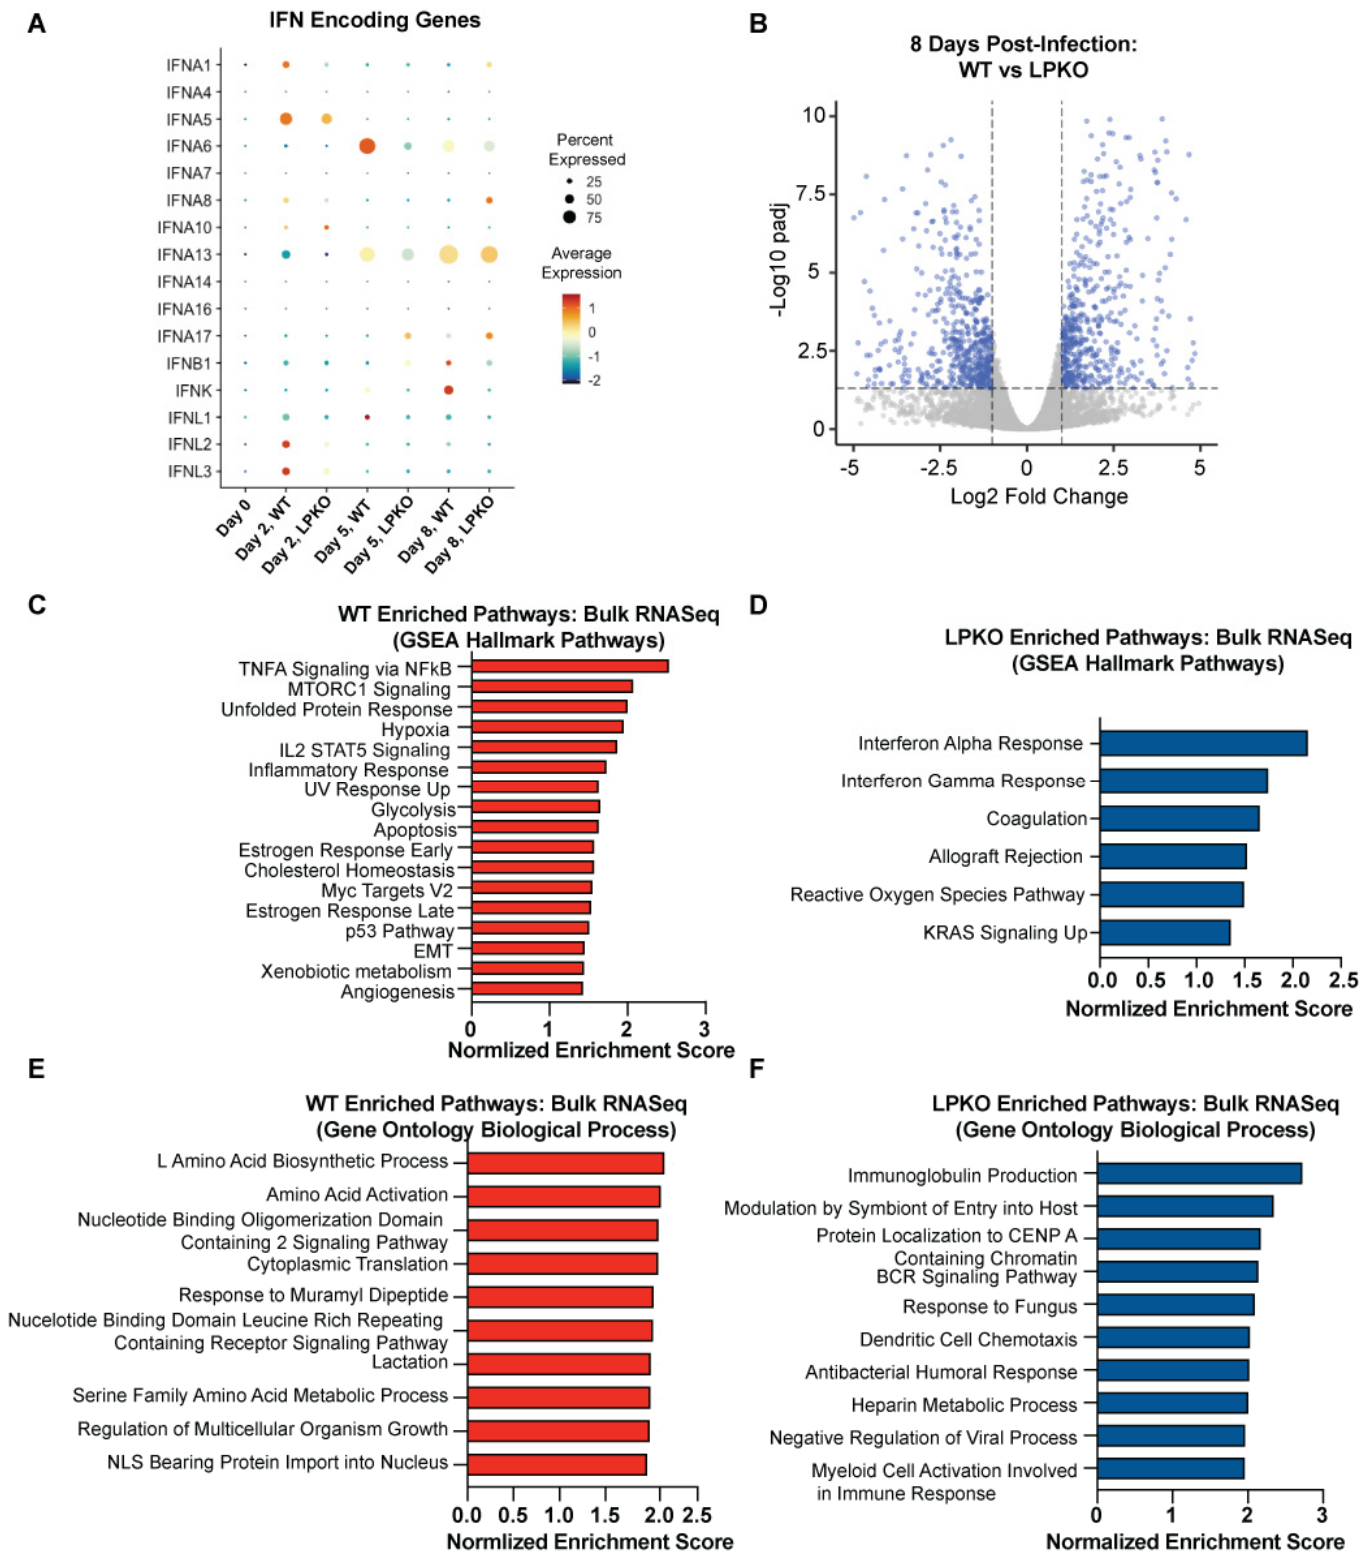 A
IFN Encoding Genes
IFNA1
IFNA4
IFNA5
IFNA6
IFNA7
IFNA8
IFNA10
IFNA13
IFNA14
IFNA16
IFNA17
IFNB1
IFNK
IFNL1
IFNL2
IFNL3
Day 0
Day 2, WT
Day 2, LPKO
Day 5, WT
Day 5, LPKO
Day 8, WT
Day 8, LPKO
Percent
Expressed
25
50
75
Average
Expression
1
0
-1
-2
B
8 Days Post-Infection:
WT vs LPKO
-Log10 padj
10
7.5
5
2.5
0
-5 -2.5 0 2.5 5
Log2 Fold Change
C
WT Enriched Pathways: Bulk RNASeq
(GSEA Hallmark Pathways)
TNFA Signaling via NFkB
MTORC1 Signaling
Unfolded Protein Response
Hypoxia
IL2 STAT5 Signaling
Inflammatory Response
UV Response Up
Glycolysis
Apoptosis
Estrogen Response Early
Cholesterol Homeostasis
Myc Targets V2
Estrogen Response Late
p53 Pathway
EMT
Xenobiotic metabolism
Angiogenesis
0 1 2 3
Normlized Enrichment Score
D
LPKO Enriched Pathways: Bulk RNASeq
(GSEA Hallmark Pathways)
Interferon Alpha Response
Interferon Gamma Response
Coagulation
Allograft Rejection
Reactive Oxygen Species Pathway
KRAS Signaling Up
0.0 0.5 1.0 1.5 2.0 2.5
Normlized Enrichment Score
E
WT Enriched Pathways: Bulk RNASeq
(Gene Ontology Biological Process)
L Amino Acid Biosynthetic Process
Amino Acid Activation
Nucleotide Binding Oligomerization Domain
Containing 2 Signaling Pathway
Cytoplasmic Translation
Response to Muramyl Dipeptide
Nucelotide Binding Domain Leucine Rich Repeating
Containing Receptor Signaling Pathway
Lactation
Serine Family Amino Acid Metabolic Process
Regulation of Multicellular Organism Growth
NLS Bearing Protein Import into Nucleus
0.0 0.5 1.0 1.5 2.0 2.5
Normlized Enrichment Score
F
LPKO Enriched Pathways: Bulk RNASeq
(Gene Ontology Biological Process)
Immunoglobulin Production
Modulation by Symbiont of Entry into Host
Protein Localization to CENP A
Containing Chromatin
BCR Sginaling Pathway
Response to Fungus
Dendritic Cell Chemotaxis
Antibacterial Humoral Response
Heparin Metabolic Process
Negative Regulation of Viral Process
Myeloid Cell Activation Involved
in Immune Response
0 1 2 3
Normalized Enrichment Score